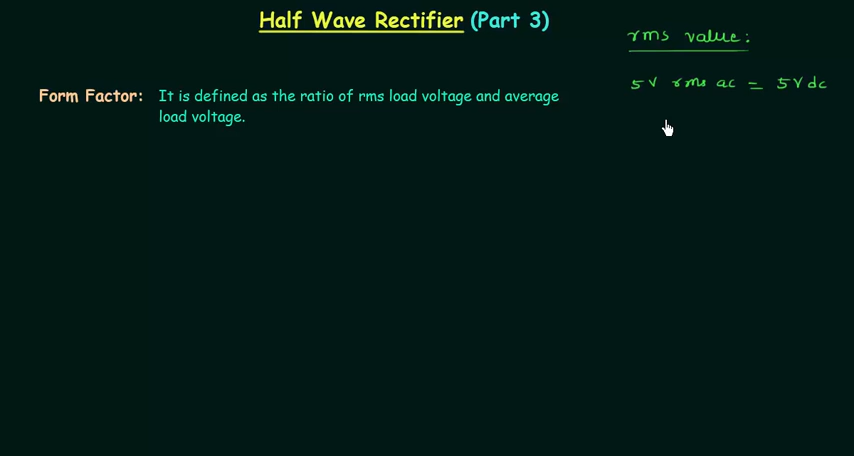 Half Wave Rectifier (Part 3)
rms value:
5V rms ac = 5V dc
Form Factor: It is defined as the ratio of rms load voltage and average
load voltage.